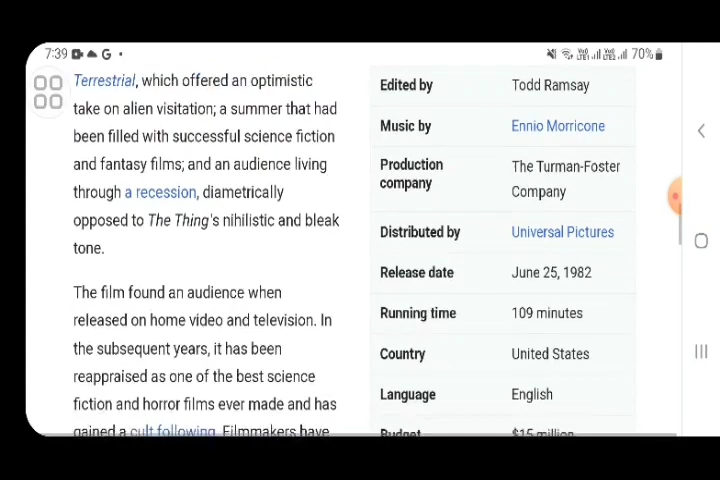 7:39 G
70%
Terrestrial, which offered an optimistic
take on alien visitation; a summer that had
been filled with successful science fiction
and fantasy films; and an audience living
through a recession, diametrically
opposed to The Thing's nihilistic and bleak
tone.
The film found an audience when
released on home video and television. In
the subsequent years, it has been
reappraised as one of the best science
fiction and horror films ever made and has
gained a cult following. Filmmakers have
Edited by Todd Ramsay
Music by Ennio Morricone
Production The Turman-Foster
company Company
Distributed by Universal Pictures
Release date June 25, 1982
Running time 109 minutes
Country United States
Language English
Budget $15 million